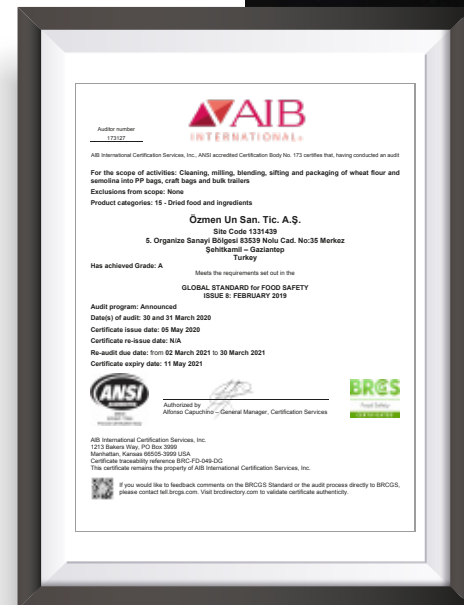 AIB
INTERNATIONAL®
Auditor number
173127
AIB International Certification Services, Inc., ANSI accredited Certification Body No. 173 certifies that, having conducted an audit
For the scope of activities: Cleaning, milling, blending, sifting and packaging of wheat flour and
semolina into PP bags, craft bags and bulk trailers
Exclusions from scope: None
Product categories: 15 - Dried food and ingredients
Özmen Un San. Tic. A.Ş.
Site Code 1331439
5. Organize Sanayi Bölgesi 83539 Nolu Cad. No:35 Merkez
Şehitkamil – Gaziantep
Turkey
Has achieved Grade: A
Meets the requirements set out in the
GLOBAL STANDARD for FOOD SAFETY
ISSUE 8: FEBRUARY 2019
Audit program: Announced
Date(s) of audit: 30 and 31 March 2020
Certificate issue date: 05 May 2020
Certificate re-issue date: N/A
Re-audit due date: from 02 March 2021 to 30 March 2021
Certificate expiry date: 11 May 2021
ANSI
BRCGS
Food Safety
CERTIFICATED
Authorized by
Alfonso Capuchino – General Manager, Certification Services
AIB International Certification Services, Inc.
1213 Bakers Way, PO Box 3999
Manhattan, Kansas 66505-3999 USA
Certificate traceability reference BRC-FD-049-DG
This certificate remains the property of AIB International Certification Services, Inc.
If you would like to feedback comments on the BRCGS Standard or the audit process directly to BRCGS,
please contact tell.brcgs.com. Visit brcdirectory.com to validate certificate authenticity.